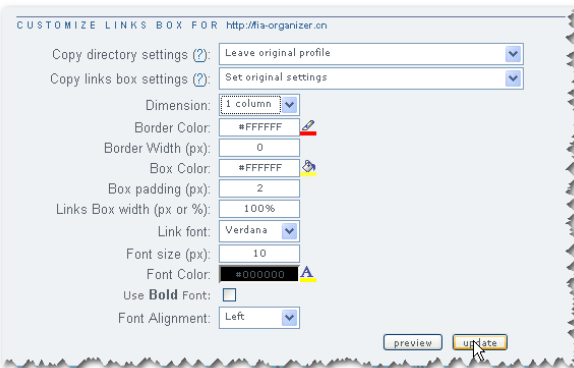 CUSTOMIZE LINKS BOX FOR http://fia-organizer.cn
Copy directory settings (?): Leave original profile
Copy links box settings (?): Set original settings
Dimension: 1 column
Border Color: #FFFFFF
Border Width (px): 0
Box Color: #FFFFFF
Box padding (px): 2
Links Box width (px or %): 100%
Link font: Verdana
Font size (px): 10
Font Color: #000000 A
Use Bold Font:
Font Alignment: Left
preview update